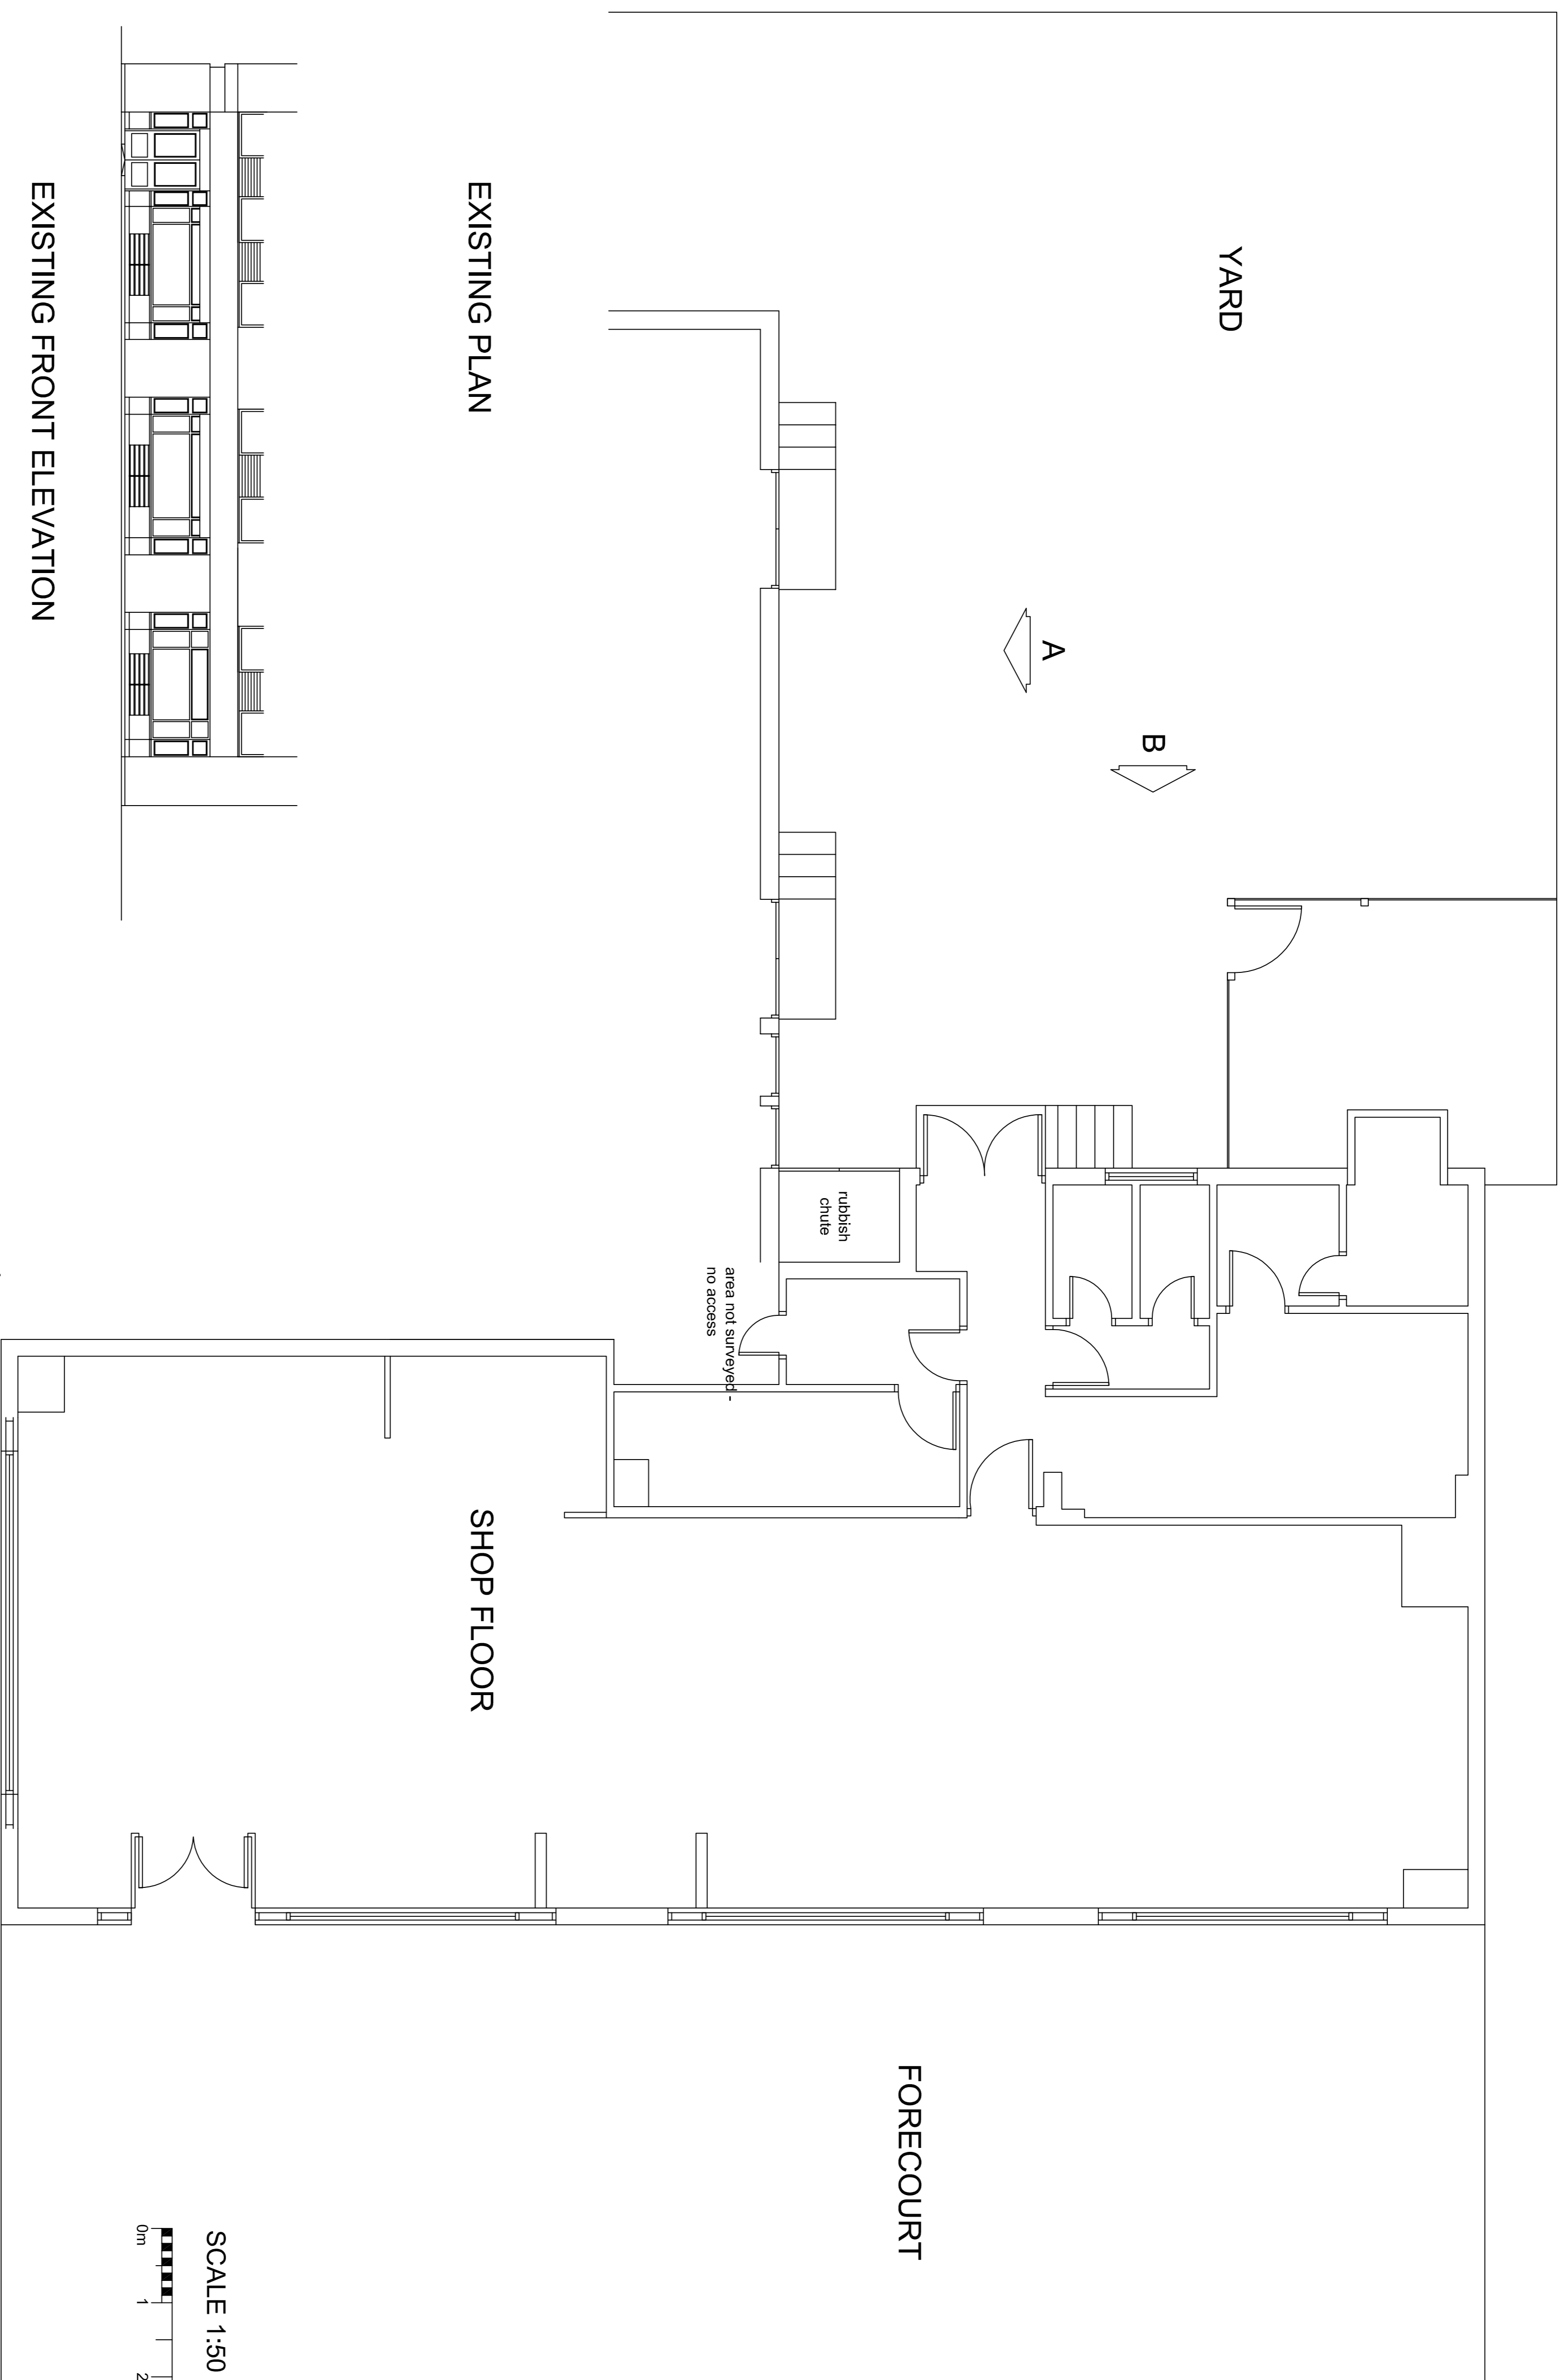 YARD
A
B
rubbish
chute
area not surveyed -
no access
SHOP FLOOR
FORECOURT
EXISTING PLAN
EXISTING FRONT ELEVATION
SCALE 1:50
0m 1 2